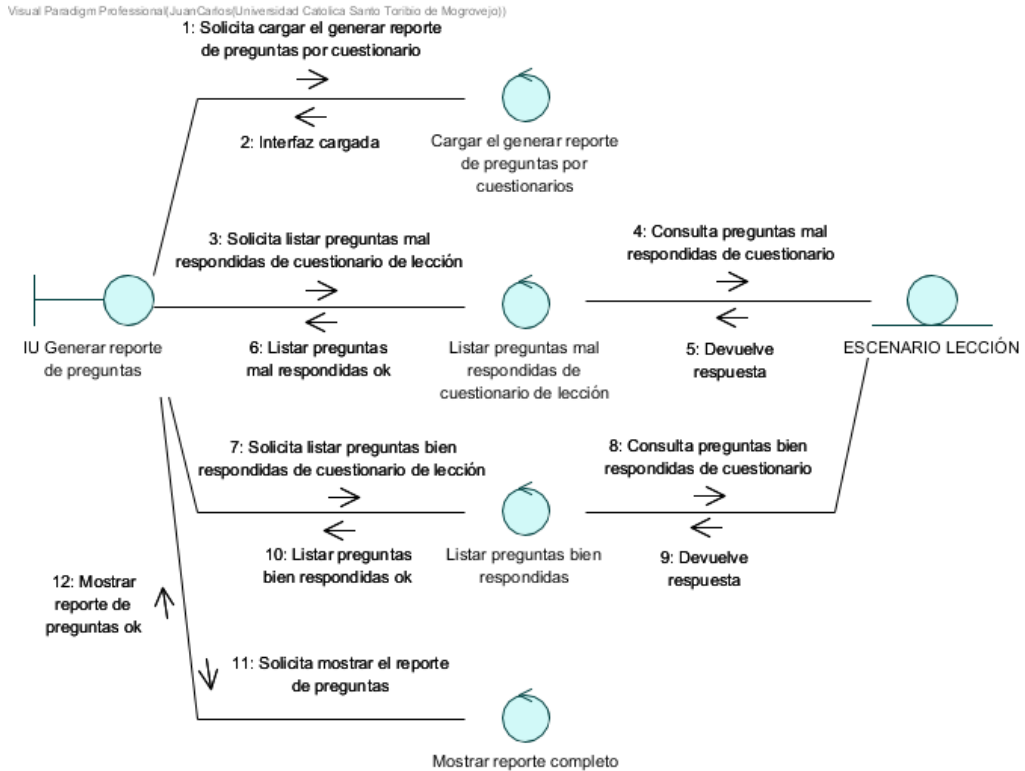 Visual Paradigm Professional(JuanCarlos(Universidad Catolica Santo Toribio de Mogrovejo))
1: Solicita cargar el generar reporte
de preguntas por cuestionario
2: Interfaz cargada
Cargar el generar reporte
de preguntas por
cuestionarios
3: Solicita listar preguntas mal
respondidas de cuestionario de lección
4: Consulta preguntas mal
respondidas de cuestionario
IU Generar reporte
de preguntas
6: Listar preguntas
mal respondidas ok
Listar preguntas mal
respondidas de
cuestionario de lección
5: Devuelve
respuesta
ESCENARIO LECCIÓN
7: Solicita listar preguntas bien
respondidas de cuestionario de lección
8: Consulta preguntas bien
respondidas de cuestionario
10: Listar preguntas
bien respondidas ok
Listar preguntas bien
respondidas
9: Devuelve
respuesta
12: Mostrar
reporte de
preguntas ok
11: Solicita mostrar el reporte
de preguntas
Mostrar reporte completo